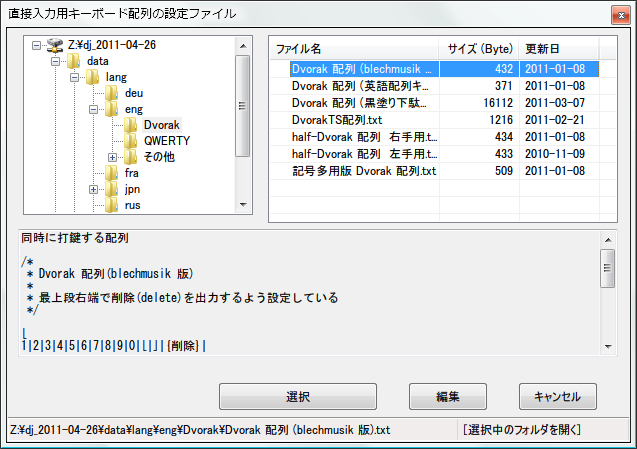 直接入力用キーボード配列の設定ファイル
Z:¥dj_2011-04-26
data
lang
deu
eng
Dvorak
QWERTY
その他
fra
jpn
rus
ファイル名 サイズ(Byte) 更新日
Dvorak 配列 (blechmusik ... 432 2011-01-08
Dvorak 配列 (英語配列キ... 371 2011-01-08
Dvorak 配列 (黒塗り下駄... 16112 2011-03-07
DvorakTS配列.txt 1216 2011-02-21
half-Dvorak 配列 右手用.t... 434 2011-01-08
half-Dvorak 配列 左手用.t... 433 2010-11-09
記号多用版 Dvorak 配列.txt 509 2011-01-08
同時に打鍵する配列
/*
* Dvorak 配列(blechmusik 版)
*
* 最上段右端で削除(delete)を出力するよう設定している
*/
[
1|2|3|4|5|6|7|8|9|0|[|]|{削除}|
選択 編集 キャンセル
Z:¥dj_2011-04-26¥data¥lang¥eng¥Dvorak¥Dvorak 配列 (blechmusik 版).txt [選択中のフォルダを開く]